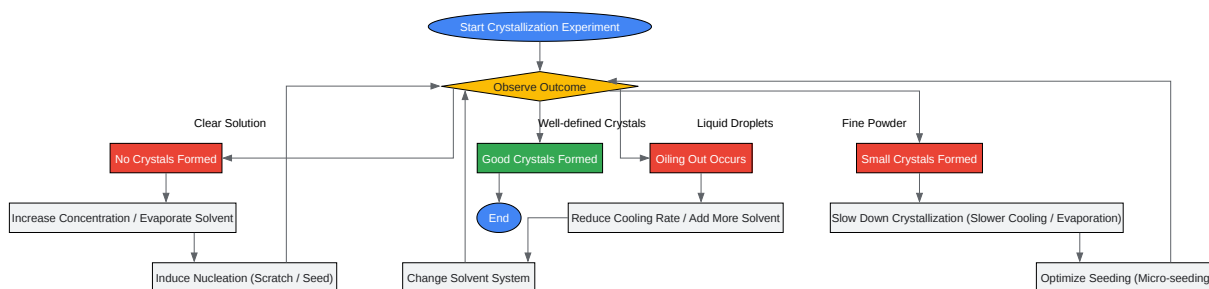 Start Crystallization Experiment
Observe Outcome
Clear Solution
Well-defined Crystals
Liquid Droplets
Fine Powder
No Crystals Formed
Good Crystals Formed
Oiling Out Occurs
Small Crystals Formed
Increase Concentration / Evaporate Solvent
End
Reduce Cooling Rate / Add More Solvent
Slow Down Crystallization (Slower Cooling / Evaporation)
Induce Nucleation (Scratch / Seed)
Change Solvent System
Optimize Seeding (Micro-seeding)